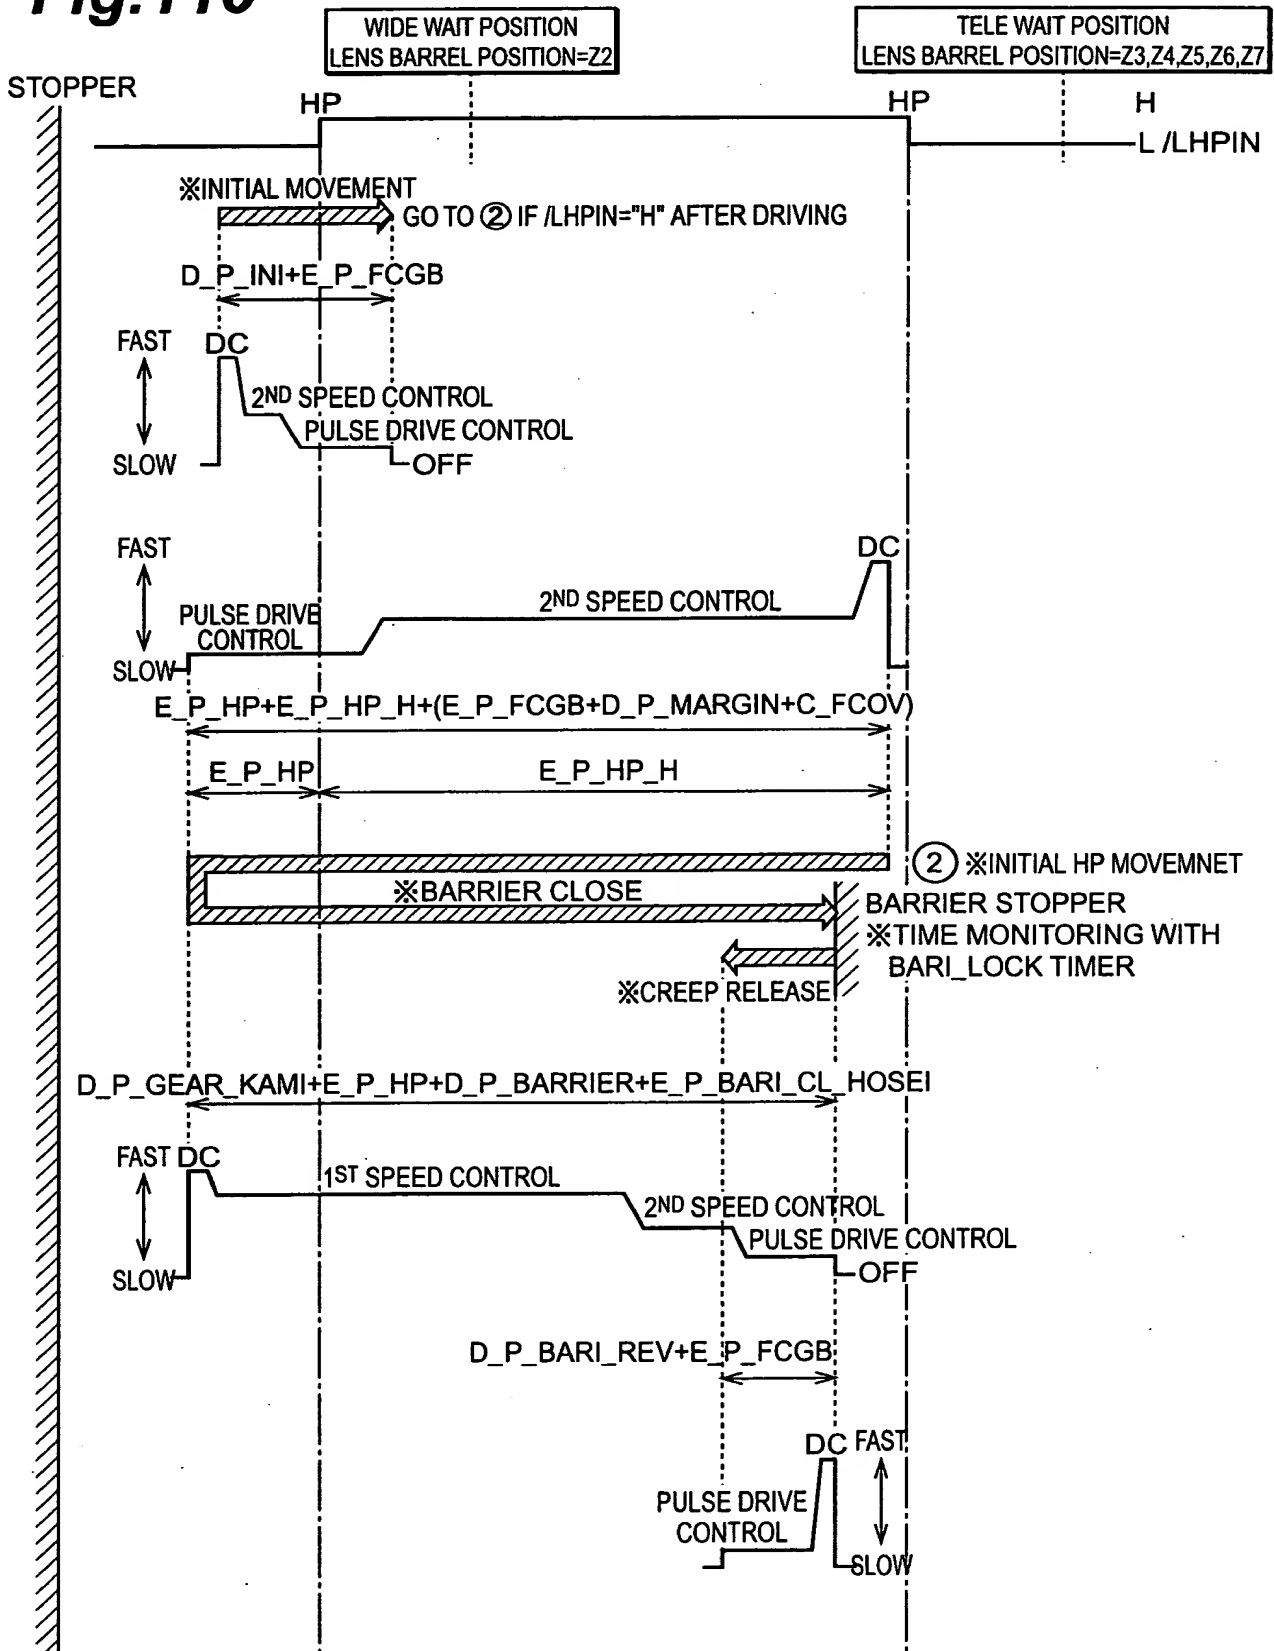 WIDE WAIT POSITION
LENS BARREL POSITION=Z2
TELE WAIT POSITION
LENS BARREL POSITION=Z3,Z4,Z5,Z6,Z7
STOPPER
HP
HP
H
L /LHPIN
※INITIAL MOVEMENT
GO TO ② IF /LHPIN="H" AFTER DRIVING
D_P_INI+E_P_FCGB
FAST
DC
2ND SPEED CONTROL
PULSE DRIVE CONTROL
SLOW
OFF
FAST
DC
2ND SPEED CONTROL
PULSE DRIVE
CONTROL
SLOW
E_P_HP+E_P_HP_H+(E_P_FCGB+D_P_MARGIN+C_FCOV)
E_P_HP
E_P_HP_H
② ※INITIAL HP MOVEMNET
※BARRIER CLOSE
BARRIER STOPPER
※TIME MONITORING WITH
BARI_LOCK TIMER
※CREEP RELEASE
D_P_GEAR_KAMI+E_P_HP+D_P_BARRIER+E_P_BARI_CL_HOSEI
FAST DC
1ST SPEED CONTROL
2ND SPEED CONTROL
PULSE DRIVE CONTROL
SLOW
OFF
D_P_BARI_REV+E_P_FCGB
DC FAST
PULSE DRIVE
CONTROL
SLOW